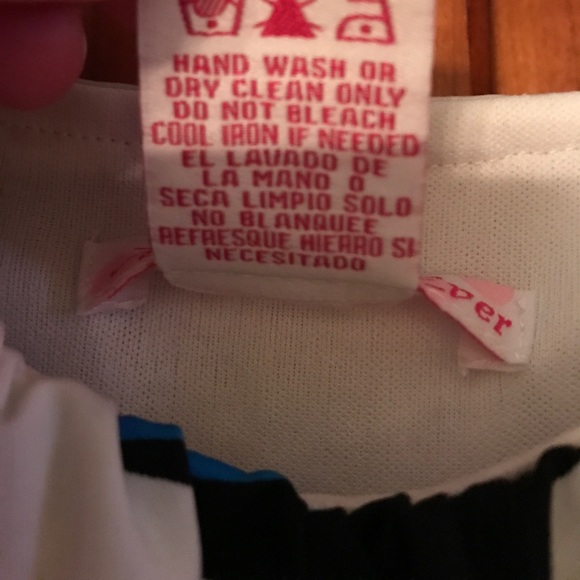 HAND WASH OR
DRY CLEAN ONLY
DO NOT BLEACH
COOL IRON IF NEEDED
EL LAVADO DE
LA MANO O
SECA LIMPIO SOLO
NO BLANQUEE
REFRESQUE HIERRO SI
NECESITADO